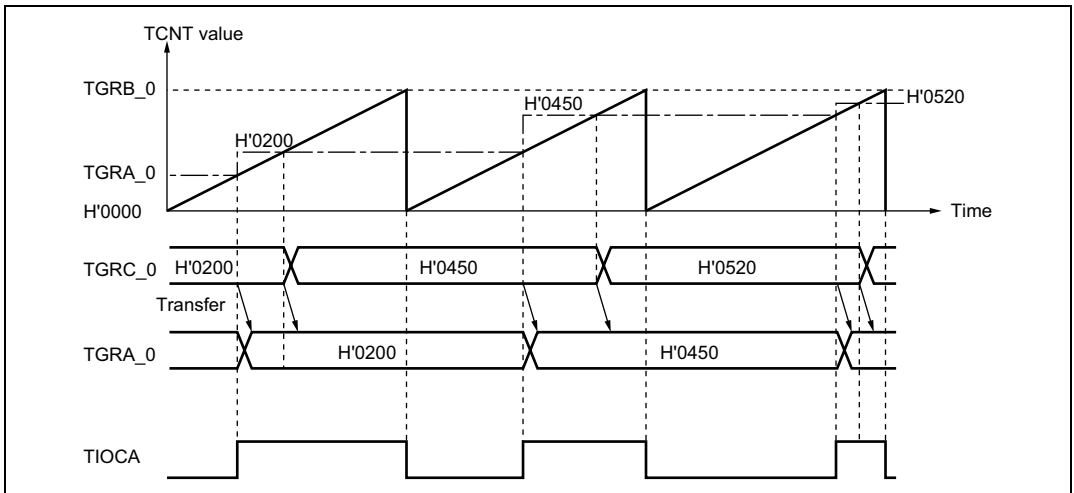 TCNT value
TGRB_0
H'0520
H'0450
H'0200
TGRA_0
H'0000
Time
TGRC_0
H'0200
H'0450
H'0520
Transfer
TGRA_0
H'0200
H'0450
TIOCA